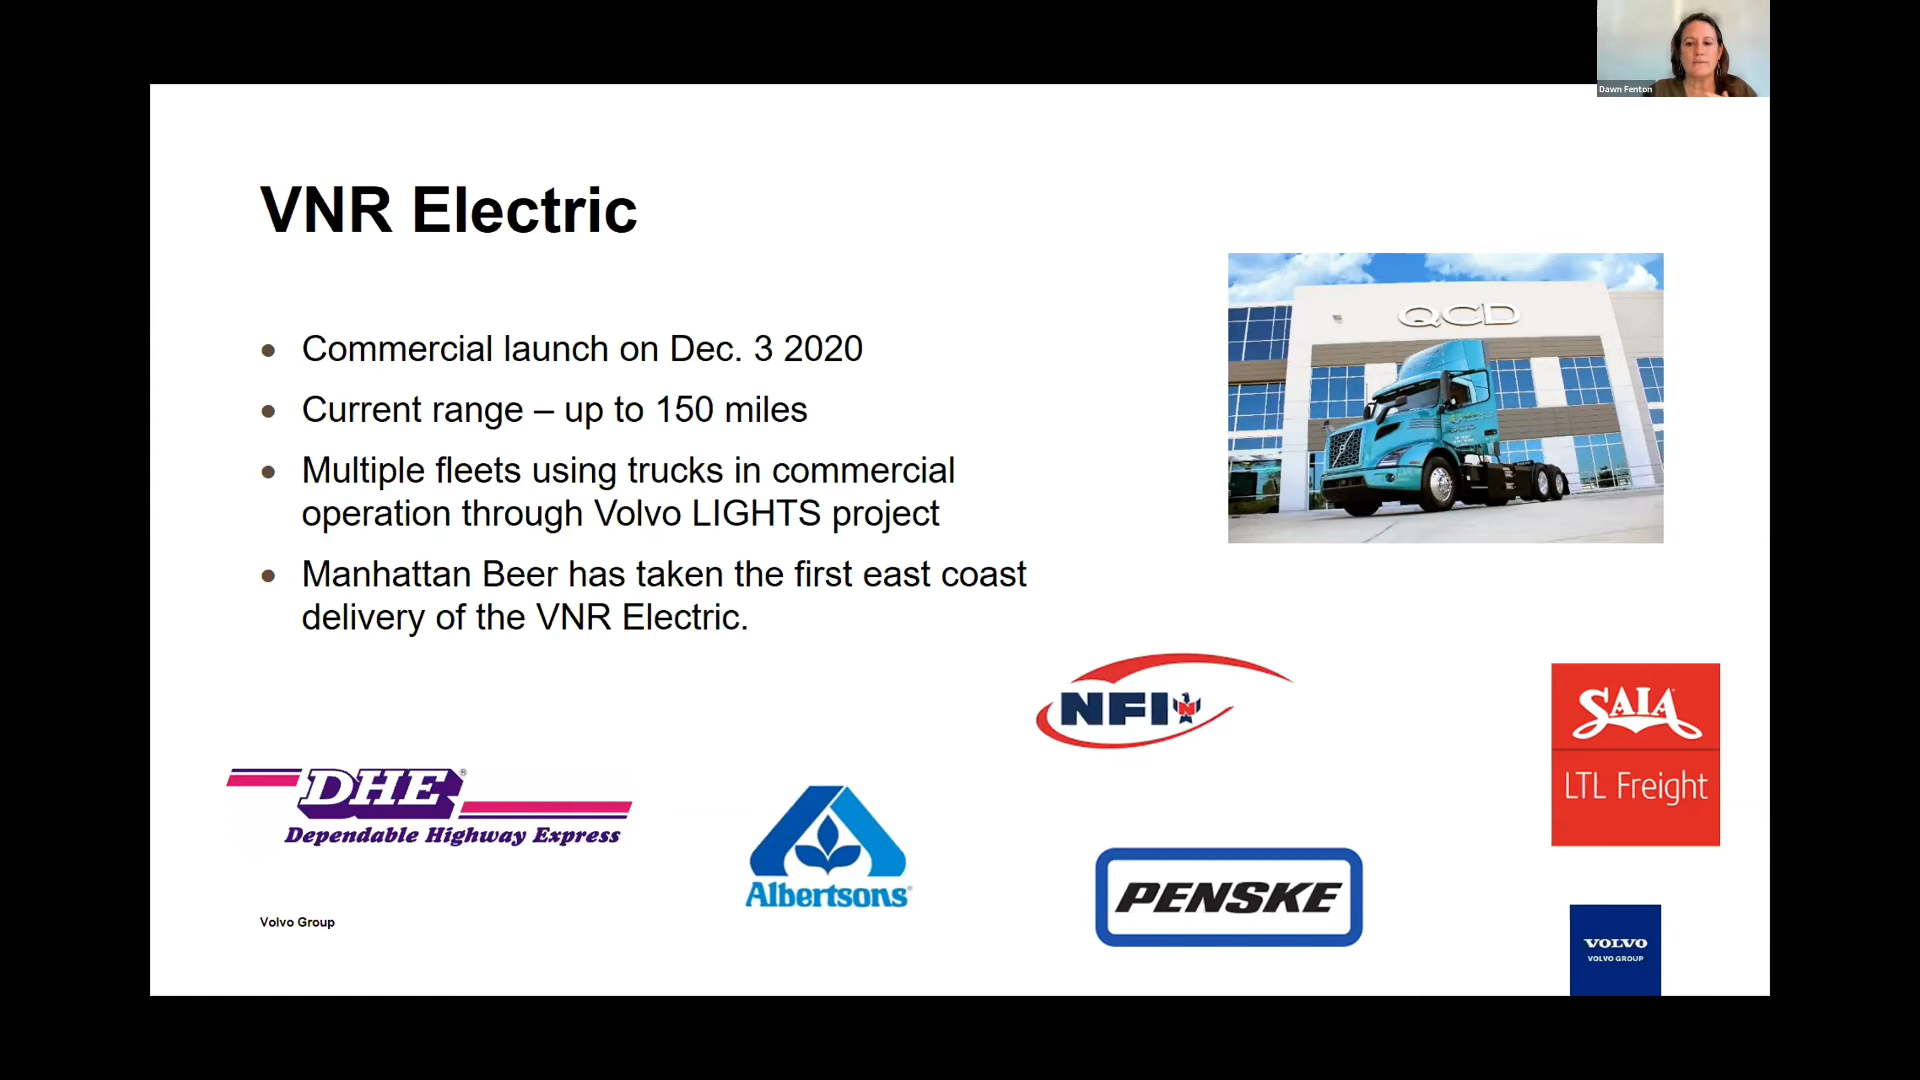 Dawn Fenton
VNR Electric
Commercial launch on Dec. 3 2020
Current range – up to 150 miles
Multiple fleets using trucks in commercial
operation through Volvo LIGHTS project
Manhattan Beer has taken the first east coast
delivery of the VNR Electric.
QCD
NFI
SAIA
LTL Freight
DHE®
Dependable Highway Express
Albertsons®
PENSKE
Volvo Group
VOLVO
VOLVO GROUP